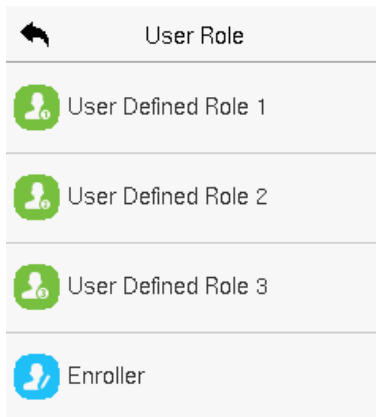 User Role
User Defined Role 1
User Defined Role 2
User Defined Role 3
Enroller